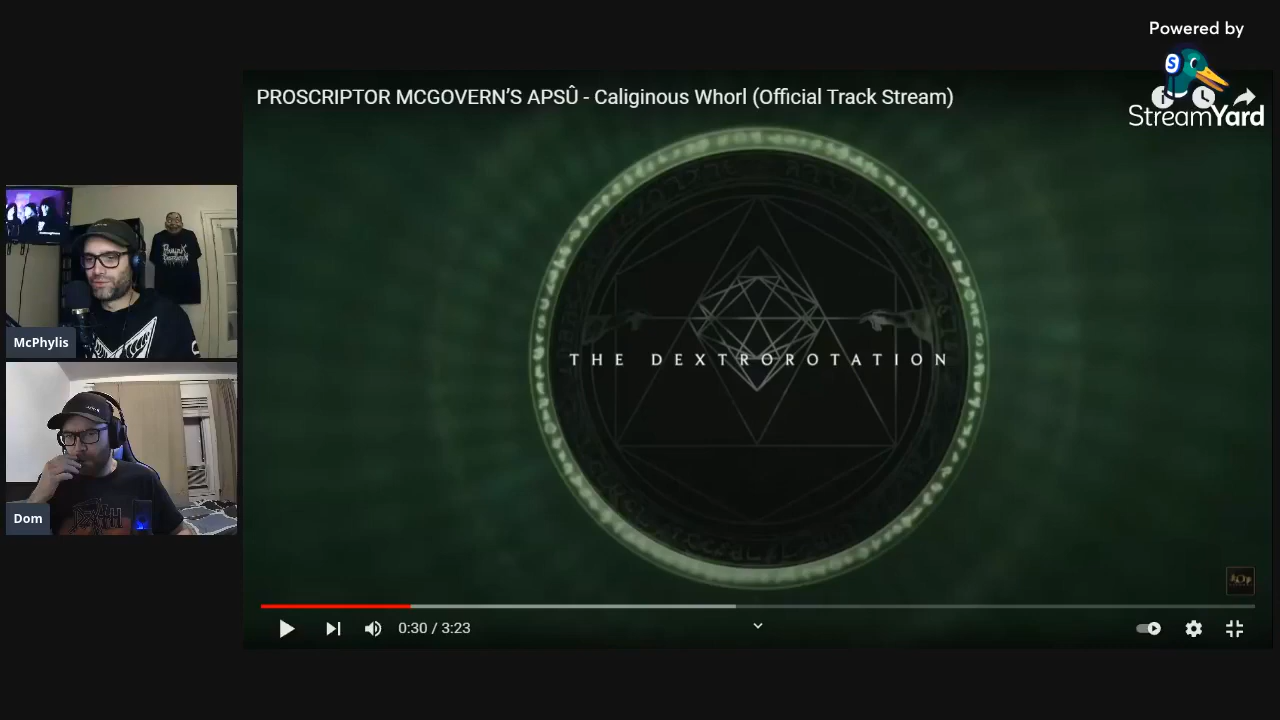 Powered by
StreamYard
PROSCRIPTOR MCGOVERN'S APSÛ - Caliginous Whorl (Official Track Stream)
THE DEXTROROTATION
McPhylis
DEATH
Dom
0:30 / 3:23